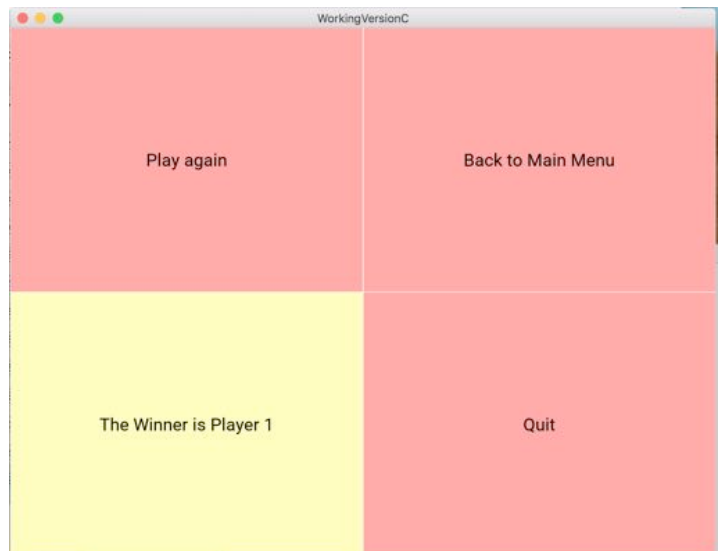 WorkingVersionC
Play again
Back to Main Menu
The Winner is Player 1
Quit